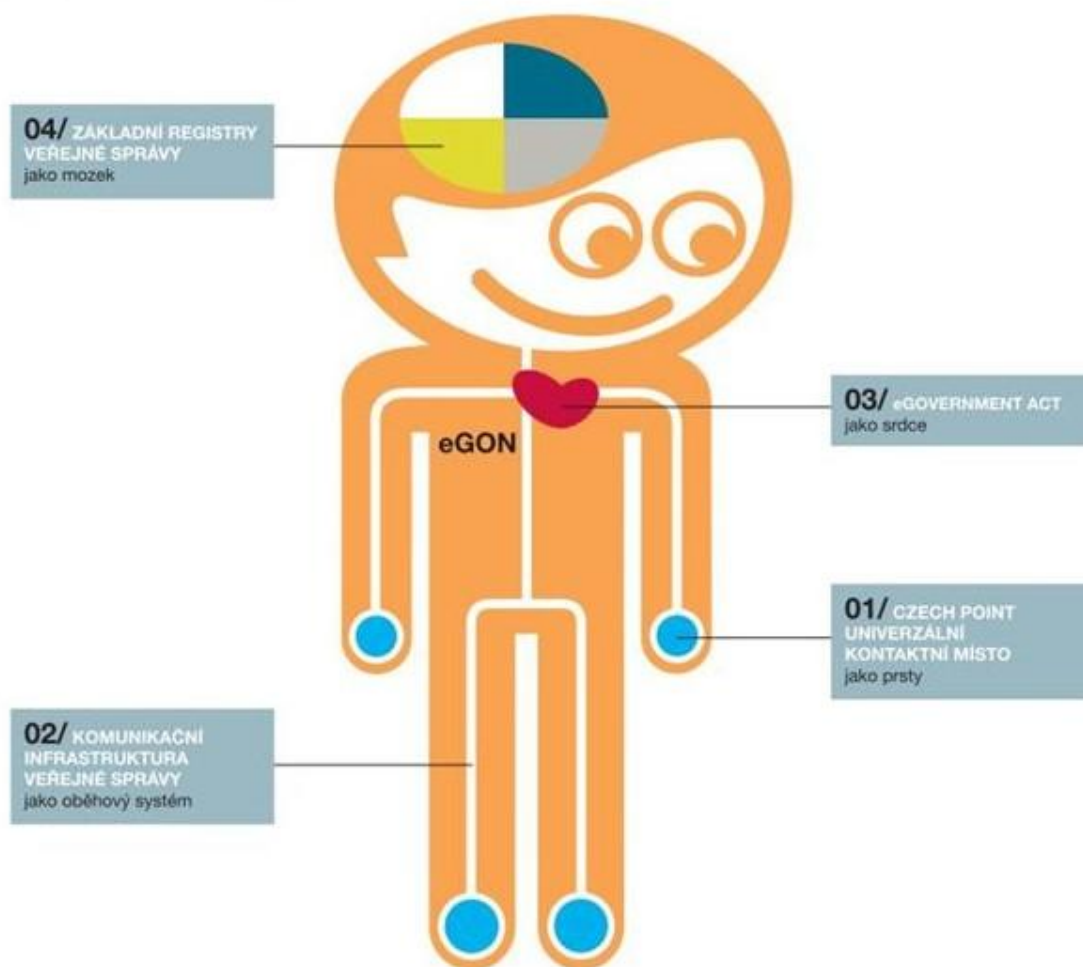 04/ ZÁKLADNÍ REGISTRY
VEŘEJNÉ SPRÁVY
jako mozek
03/ eGOVERNMENT ACT
jako srdce
eGON
01/ CZECH POINT
UNIVERZÁLNÍ
KONTAKTNÍ MÍSTO
jako prsty
02/ KOMUNIKAČNÍ
INFRASTRUKTURA
VEŘEJNÉ SPRÁVY
jako oběhový systém